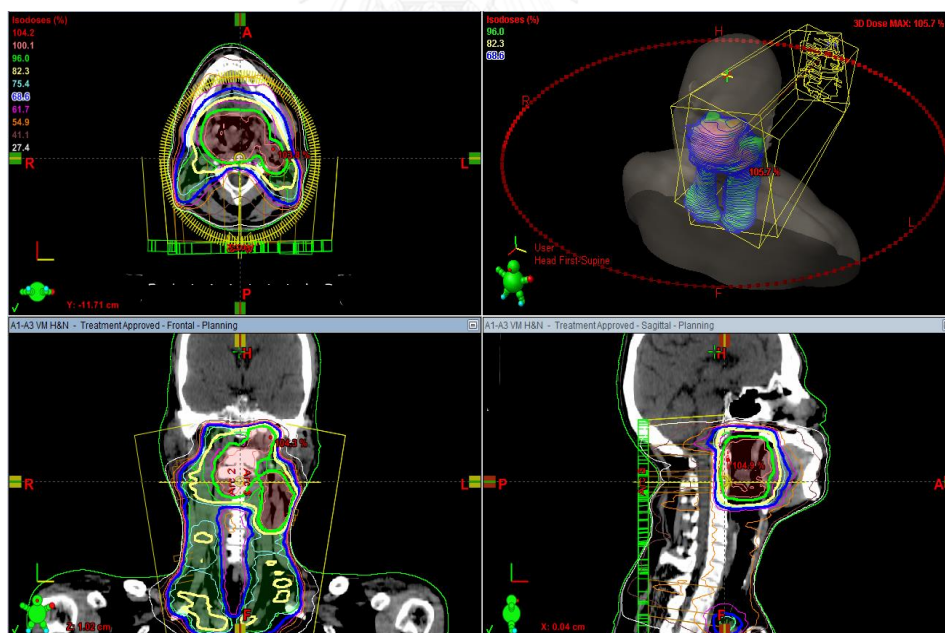 Isodoses (%)
104.2
100.1
96.0
82.3
75.4
68.6
61.7
54.9
41.1
27.4
A
R
L
P
Y: -11.71 cm
Isodoses (%)
96.0
82.3
68.6
3D Dose MAX: 105.7 %
H
R
105.7 %
L
User
Head First-Supine
F
A1-A3 VM H&N - Treatment Approved - Frontal - Planning
H
R
L
F
Z: 1.92 cm
A1-A3 VM H&N - Treatment Approved - Sagittal - Planning
H
P
A
F
X: 0.04 cm